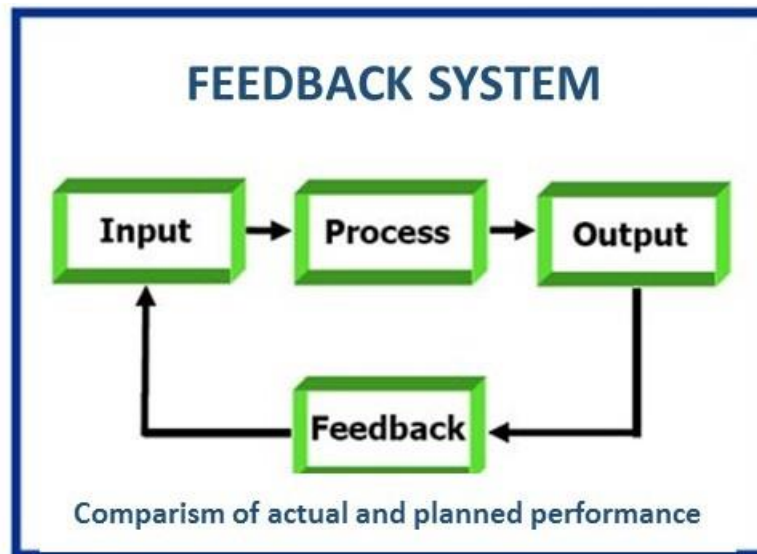 FEEDBACK SYSTEM
Input
Process
Output
Feedback
Comparism of actual and planned performance